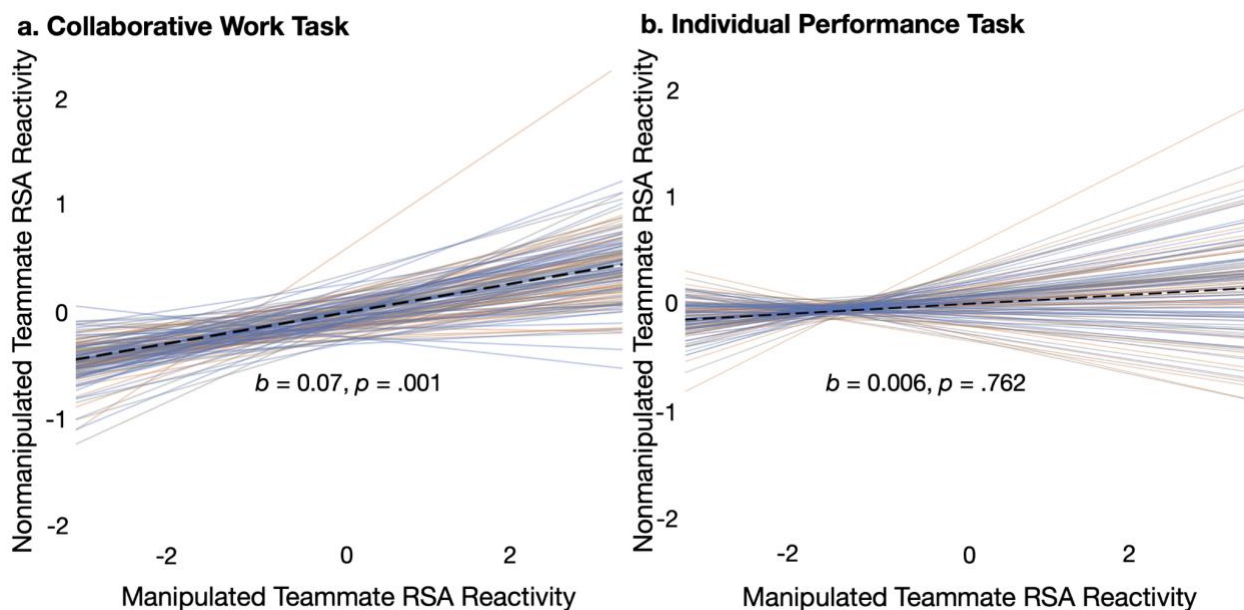 a. Collaborative Work Task
Nonmanipulated Teammate RSA Reactivity
2
1
0
-1
-2
b = 0.07, p = .001
-2
0
2
Manipulated Teammate RSA Reactivity
b. Individual Performance Task
Nonmanipulated Teammate RSA Reactivity
2
1
0
-1
-2
b = 0.006, p = .762
-2
0
2
Manipulated Teammate RSA Reactivity